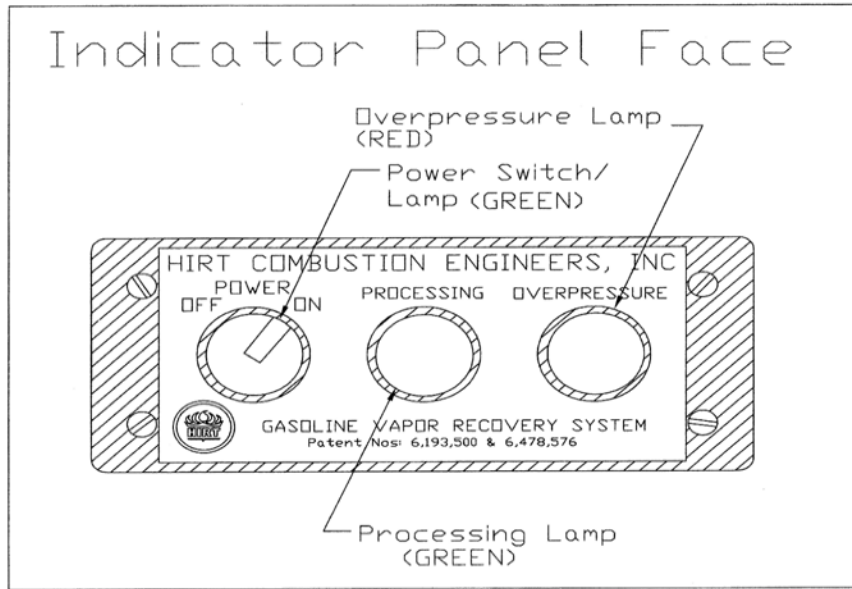 Indicator Panel Face
Overpressure Lamp
(RED)
Power Switch/
Lamp (GREEN)
HIRT COMBUSTION ENGINEERS, INC
POWER
OFF ON
PROCESSING
OVERPRESSURE
HIRT
GASOLINE VAPOR RECOVERY SYSTEM
Patent Nos: 6,193,500 & 6,478,576
Processing Lamp
(GREEN)